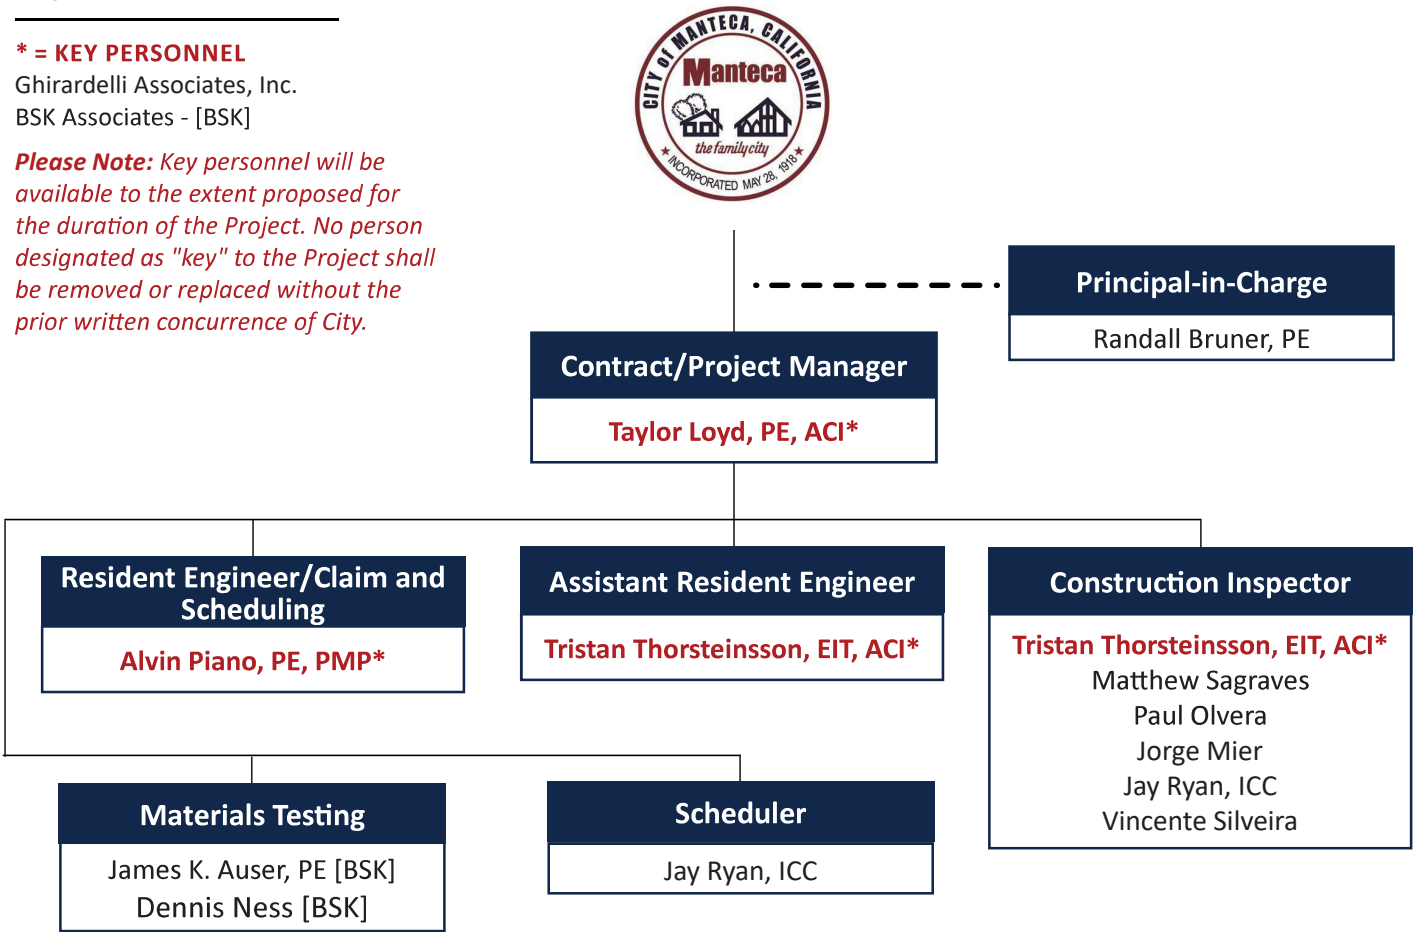 * = KEY PERSONNEL
Ghirardelli Associates, Inc.
BSK Associates - [BSK]
Please Note: Key personnel will be
available to the extent proposed for
the duration of the Project. No person
designated as "key" to the Project shall
be removed or replaced without the
prior written concurrence of City.
CITY of MANTECA, CALIFORNIA
Manteca
the family city
INCORPORATED MAY 28, 1918
Principal-in-Charge
Randall Bruner, PE
Contract/Project Manager
Taylor Loyd, PE, ACI*
Resident Engineer/Claim and
Scheduling
Alvin Piano, PE, PMP*
Assistant Resident Engineer
Tristan Thorsteinsson, EIT, ACI*
Construction Inspector
Tristan Thorsteinsson, EIT, ACI*
Matthew Sagraves
Paul Olvera
Jorge Mier
Jay Ryan, ICC
Vincente Silveira
Materials Testing
James K. Auser, PE [BSK]
Dennis Ness [BSK]
Scheduler
Jay Ryan, ICC